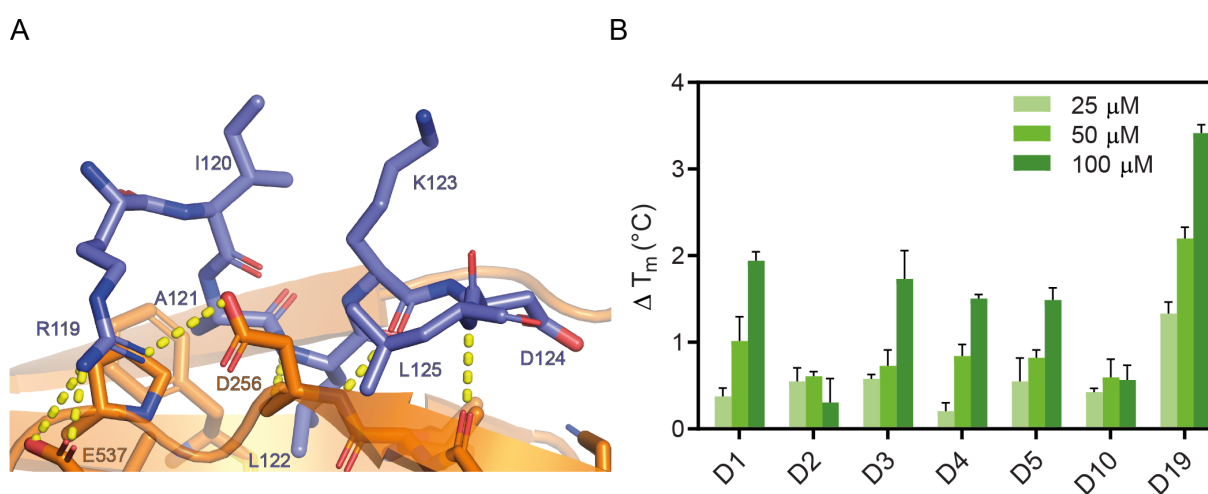 A
B
I120
K123
A121
R119
D256
L125
D124
E537
L122
4
3
2
1
0
Δ Tm (°C)
25 μM
50 μM
100 μM
D1
D2
D3
D4
D5
D10
D19